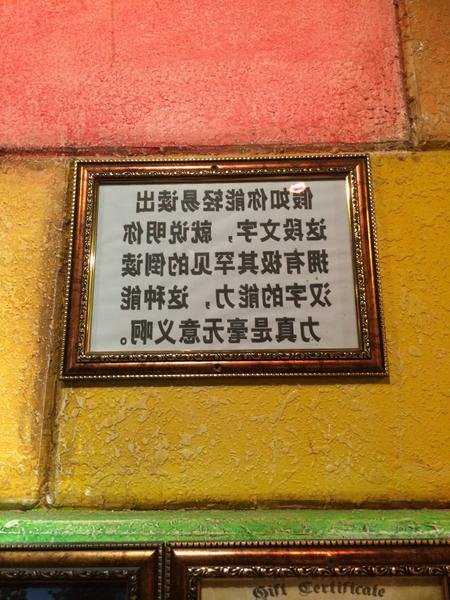 假如你能轻易读出
这段文字，就说明你
拥有极其罕见的倒读
汉字的能力，这种能
力真是毫无意义啊。
Gift Certificate